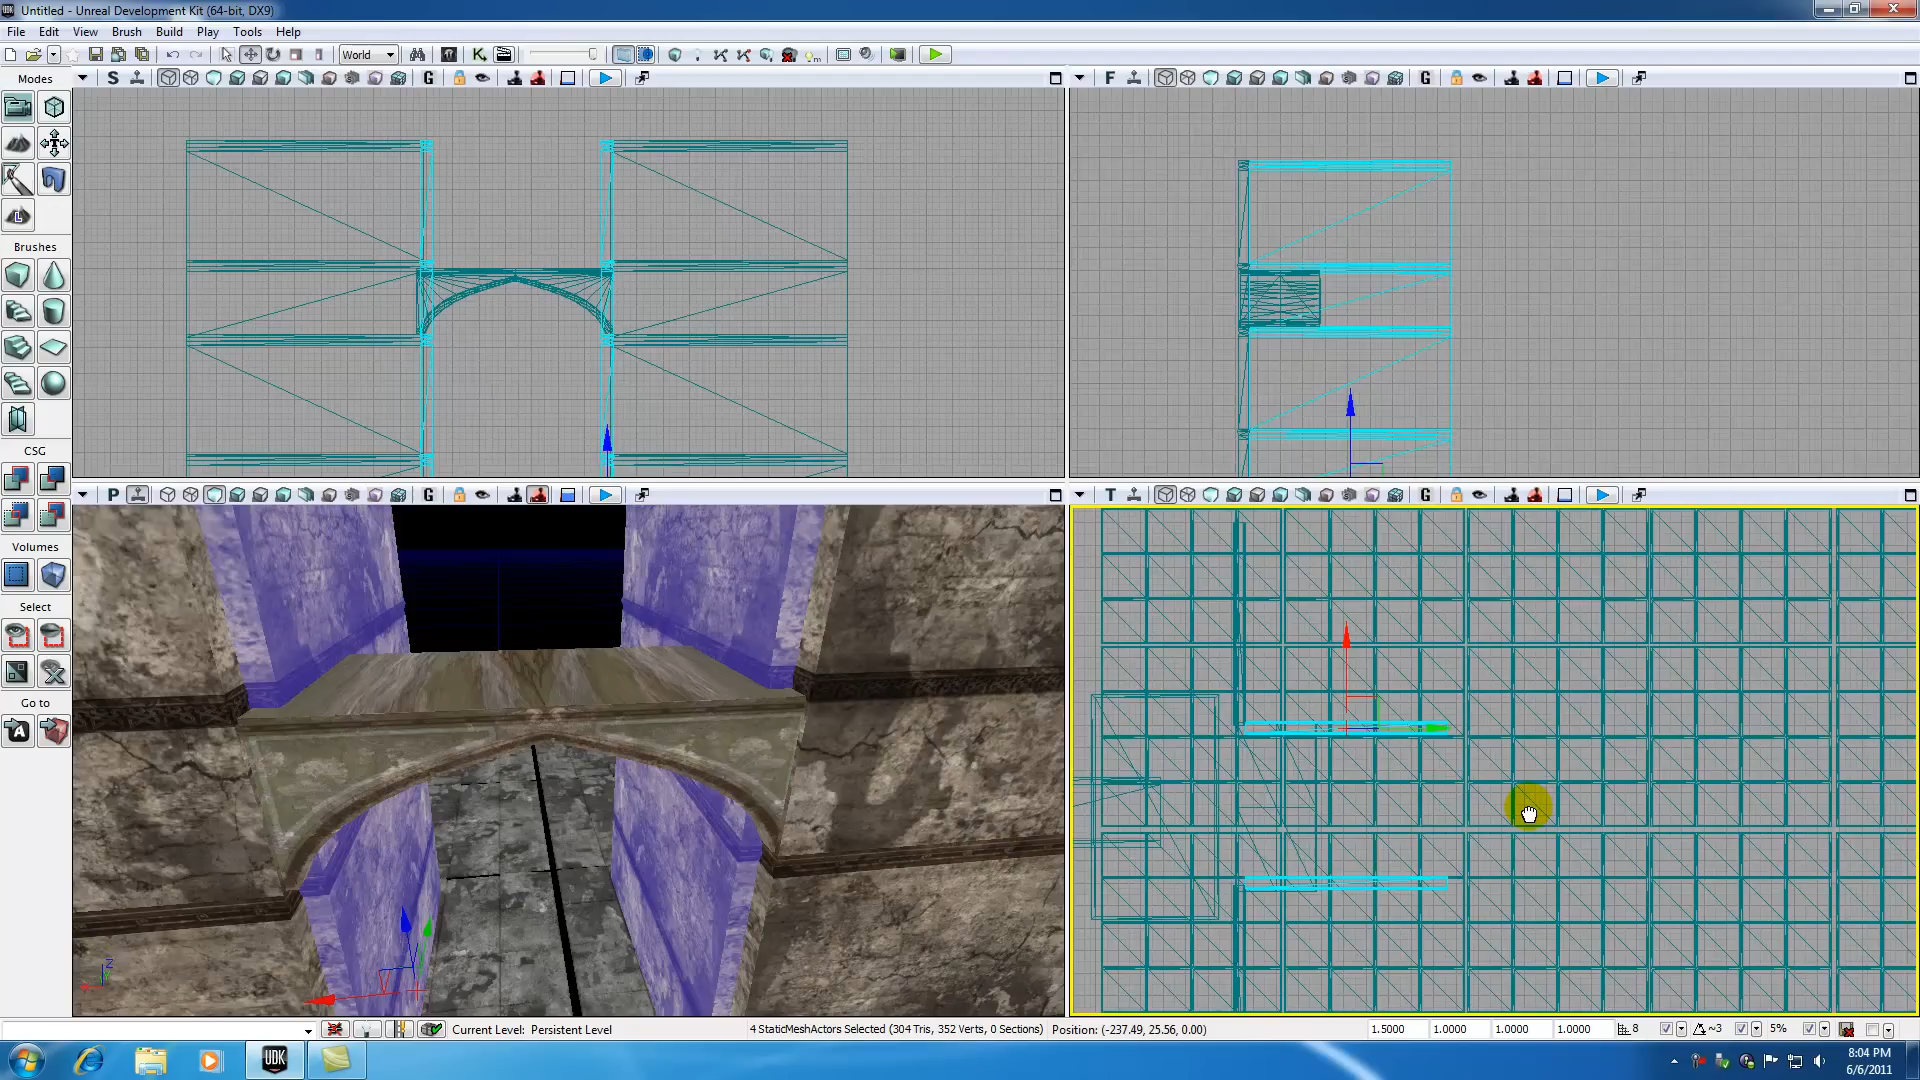 Untitled - Unreal Development Kit (64-bit, DX9)
File Edit View Brush Build Play Tools Help
World
Modes
S G
F G
Brushes
CSG
P G
T G
Volumes
Select
Go to
A
Z
Current Level: Persistent Level
4 StaticMeshActors Selected (304 Tris, 352 Verts, 0 Sections)
Position: (-237.49, 25.56, 0.00)
1.5000 1.0000 1.0000 1.0000
8
~3
5%
UDK
8:04 PM
6/6/2011